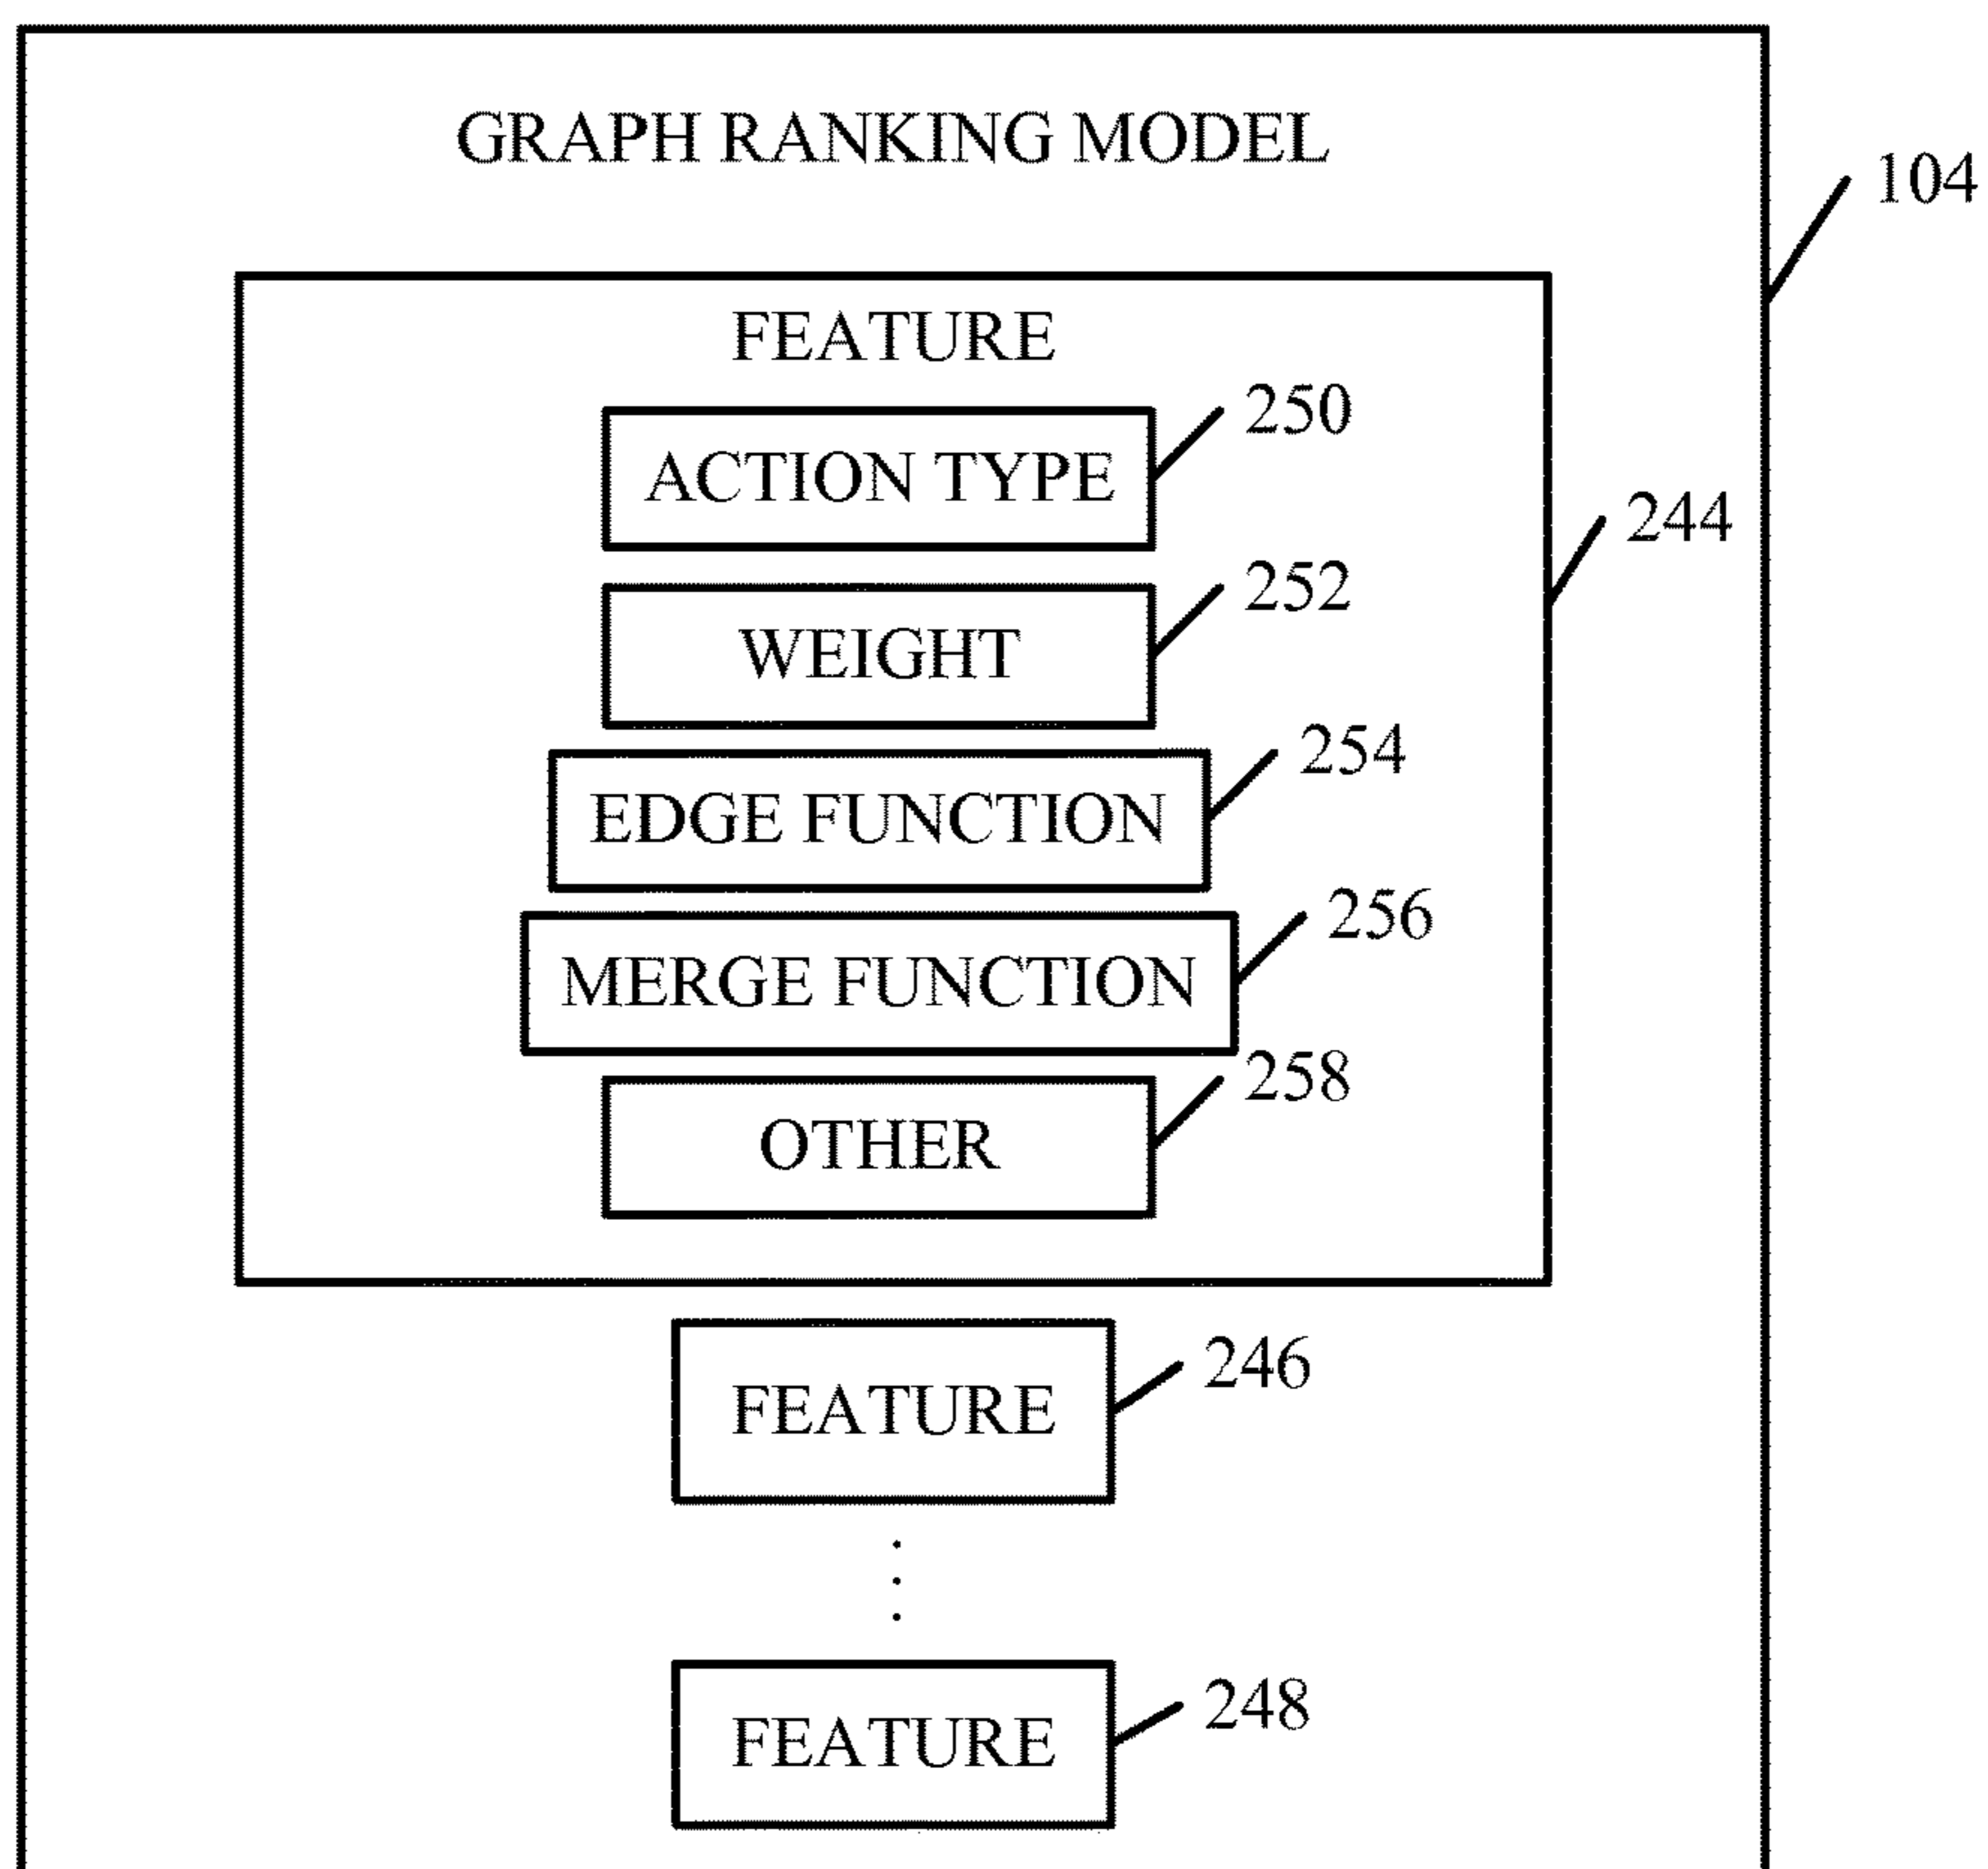 GRAPH RANKING MODEL
104
FEATURE
250
ACTION TYPE
244
252
WEIGHT
254
EDGE FUNCTION
256
MERGE FUNCTION
258
OTHER
246
FEATURE
248
FEATURE